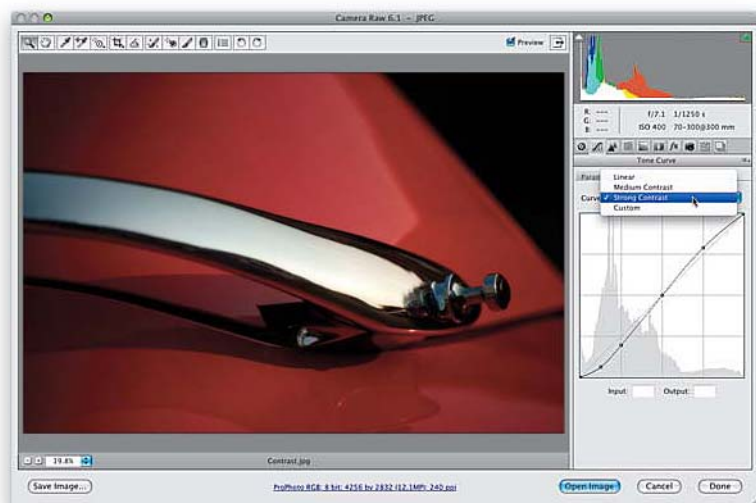 Camera Raw 6.1 – JPEG
Preview
R: ---
G: ---
B: ---
f/7.1 1/1250 s
ISO 400 70-300@300 mm
Tone Curve
Linear
Medium Contrast
Curve
✓ Strong Contrast
Custom
Input:
Output:
39.8%
Contrast.jpg
Save Image...
ProPhoto RGB; 8 bit; 4256 by 2832 (12.1MP); 240 ppi
Open Image
Cancel
Done